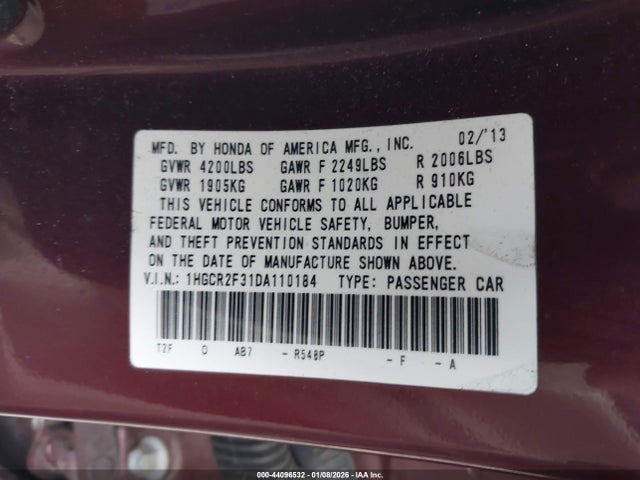 MFD. BY HONDA OF AMERICA MFG., INC. 02/'13
GVWR 4200LBS GAWR F 2249LBS R 2006LBS
GVWR 1905KG GAWR F 1020KG R 910KG
THIS VEHICLE CONFORMS TO ALL APPLICABLE
FEDERAL MOTOR VEHICLE SAFETY, BUMPER,
AND THEFT PREVENTION STANDARDS IN EFFECT
ON THE DATE OF MANUFACTURE SHOWN ABOVE.
V.I.N.: 1HGCR2F31DA110184 TYPE: PASSENGER CAR
T2F D AB7 - R548P - F - A
000-44096532 - 01/08/2026 - IAA Inc.